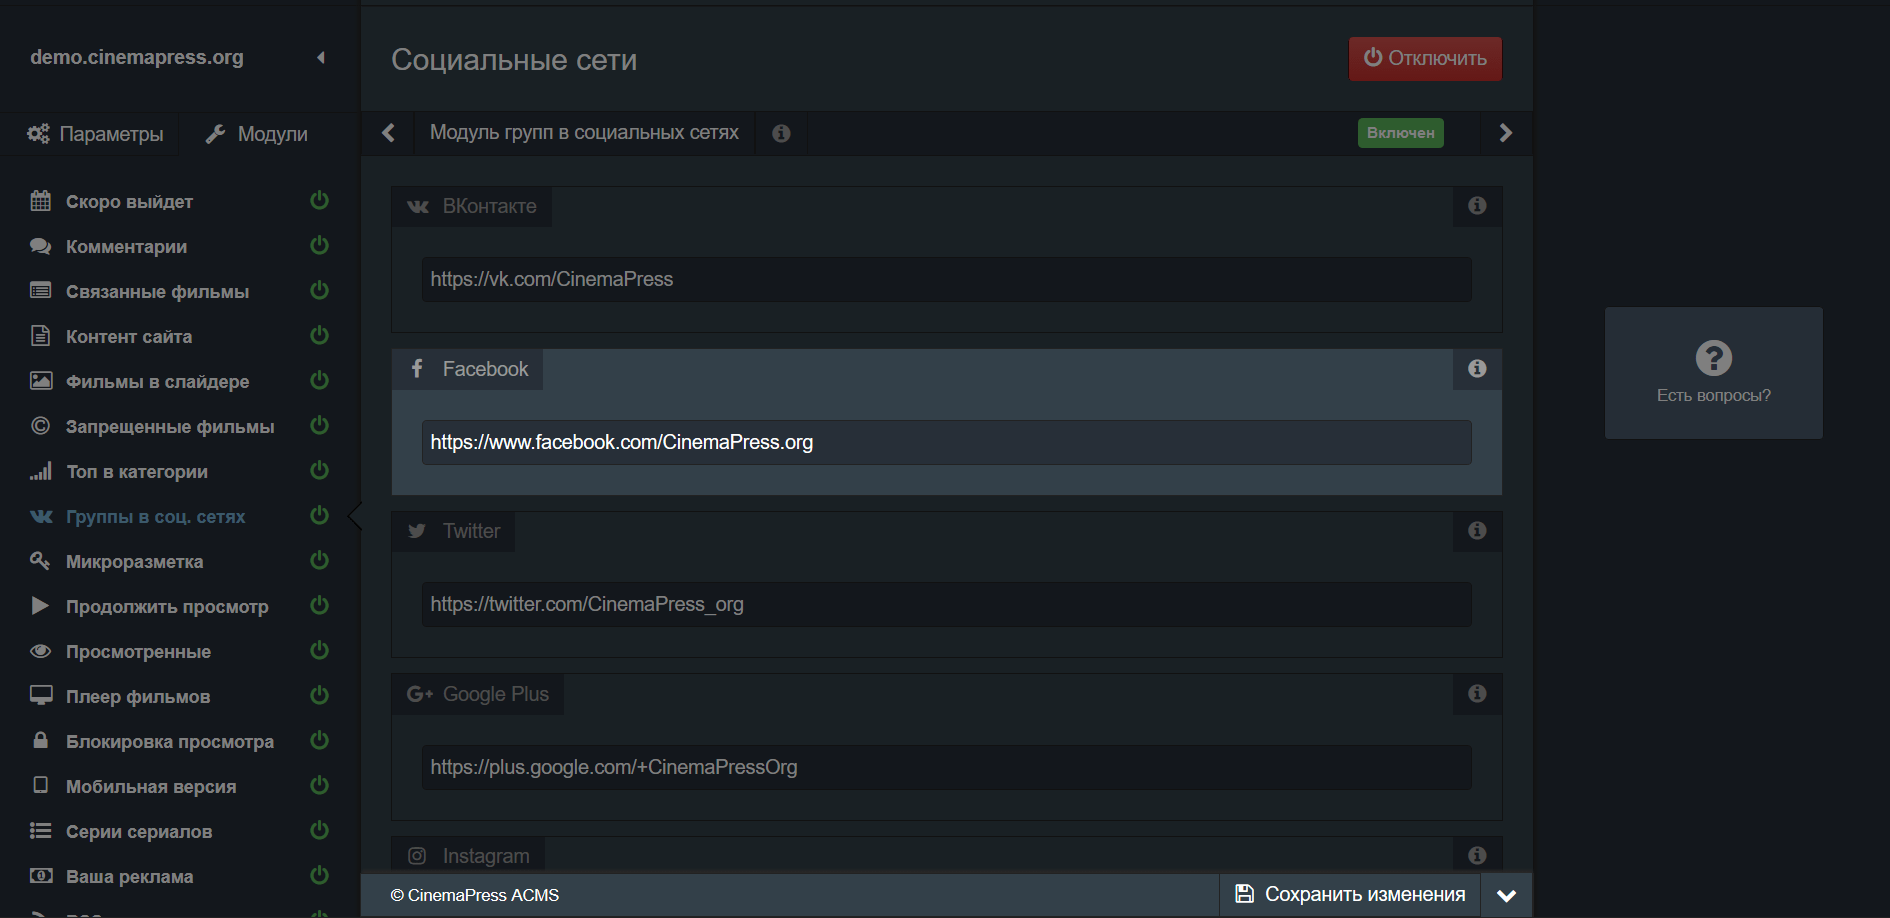 demo.cinemapress.org
Параметры
Модули
Скоро выйдет
Комментарии
Связанные фильмы
Контент сайта
Фильмы в слайдере
Запрещенные фильмы
Топ в категории
Группы в соц. сетях
Микроразметка
Продолжить просмотр
Просмотренные
Плеер фильмов
Блокировка просмотра
Мобильная версия
Серии сериалов
Ваша реклама
Социальные сети
Отключить
Модуль групп в социальных сетях
Включен
ВКонтакте
https://vk.com/CinemaPress
Facebook
https://www.facebook.com/CinemaPress.org
Twitter
https://twitter.com/CinemaPress_org
Google Plus
https://plus.google.com/+CinemaPressOrg
Instagram
© CinemaPress ACMS
Сохранить изменения
Есть вопросы?